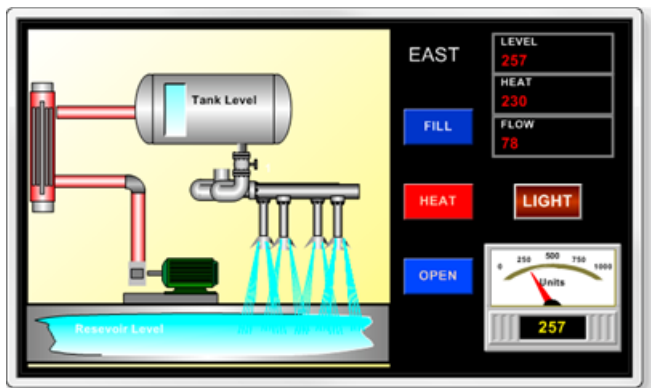 EAST
LEVEL
257
HEAT
230
FLOW
78
Tank Level
FILL
HEAT
LIGHT
OPEN
0 250 500 750 1000
Units
257
Resevoir Level